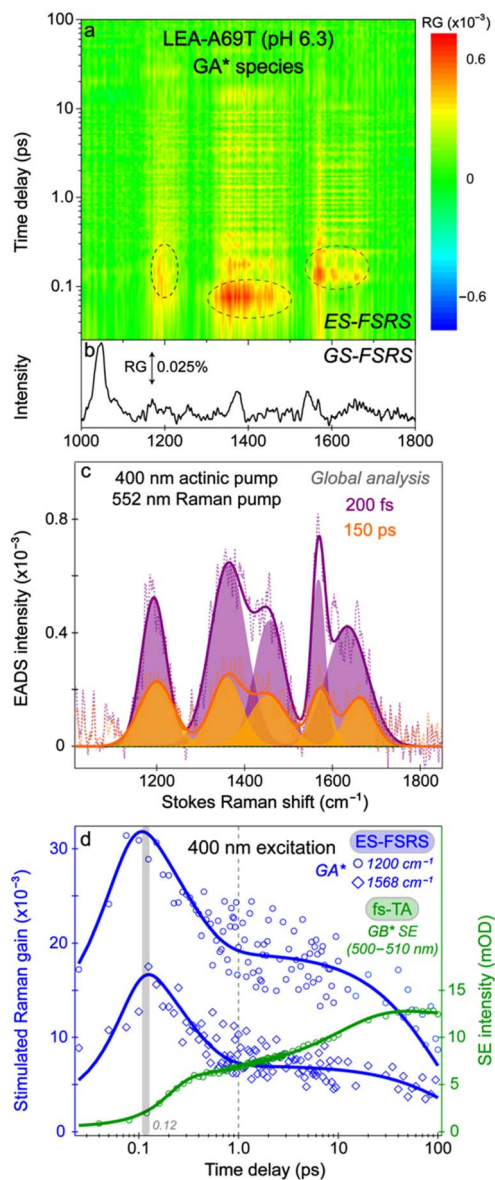 a
LEA-A69T (pH 6.3)
GA* species
RG (×10⁻³)
100
10
1.0
0.1
Time delay (ps)
0.6
0
−0.6
ES-FSRS
b
GS-FSRS
RG
0.025%
Intensity
1000 1200 1400 1600 1800
c
400 nm actinic pump
552 nm Raman pump
Global analysis
200 fs
150 ps
0.8
0.4
0
EADS intensity (×10⁻³)
1200 1400 1600 1800
Stokes Raman shift (cm⁻¹)
d
400 nm excitation
ES-FSRS
GA*
1200 cm⁻¹
1568 cm⁻¹
fs-TA
GB* SE
(500−510 nm)
30
20
10
0
Stimulated Raman gain (×10⁻³)
15
10
5
0
SE intensity (mOD)
0.12
0.1 1.0 10 100
Time delay (ps)